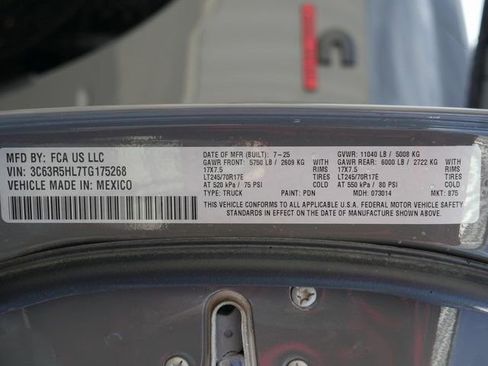 MFD BY: FCA US LLC
VIN: 3C63R5HL7TG175268
VEHICLE MADE IN: MEXICO
DATE OF MFR (BUILT): 7-25 GVWR: 11040 LB / 5008 KG
GAWR FRONT: 5750 LB / 2609 KG GAWR REAR: 6000 LB / 2722 KG
17X7.5 RIMS 17X7.5 RIMS
LT245/70R17E TIRES LT245/70R17E TIRES
AT 520 kPa / 75 PSI AT 550 kPa / 80 PSI
TYPE: TRUCK PAINT: PDN MDH: 073014 MKT: 875
THIS VEHICLE CONFORMS TO ALL APPLICABLE U.S.A. FEDERAL MOTOR VEHICLE SAFETY
STANDARDS IN EFFECT ON THE DATE OF MANUFACTURE SHOWN ABOVE